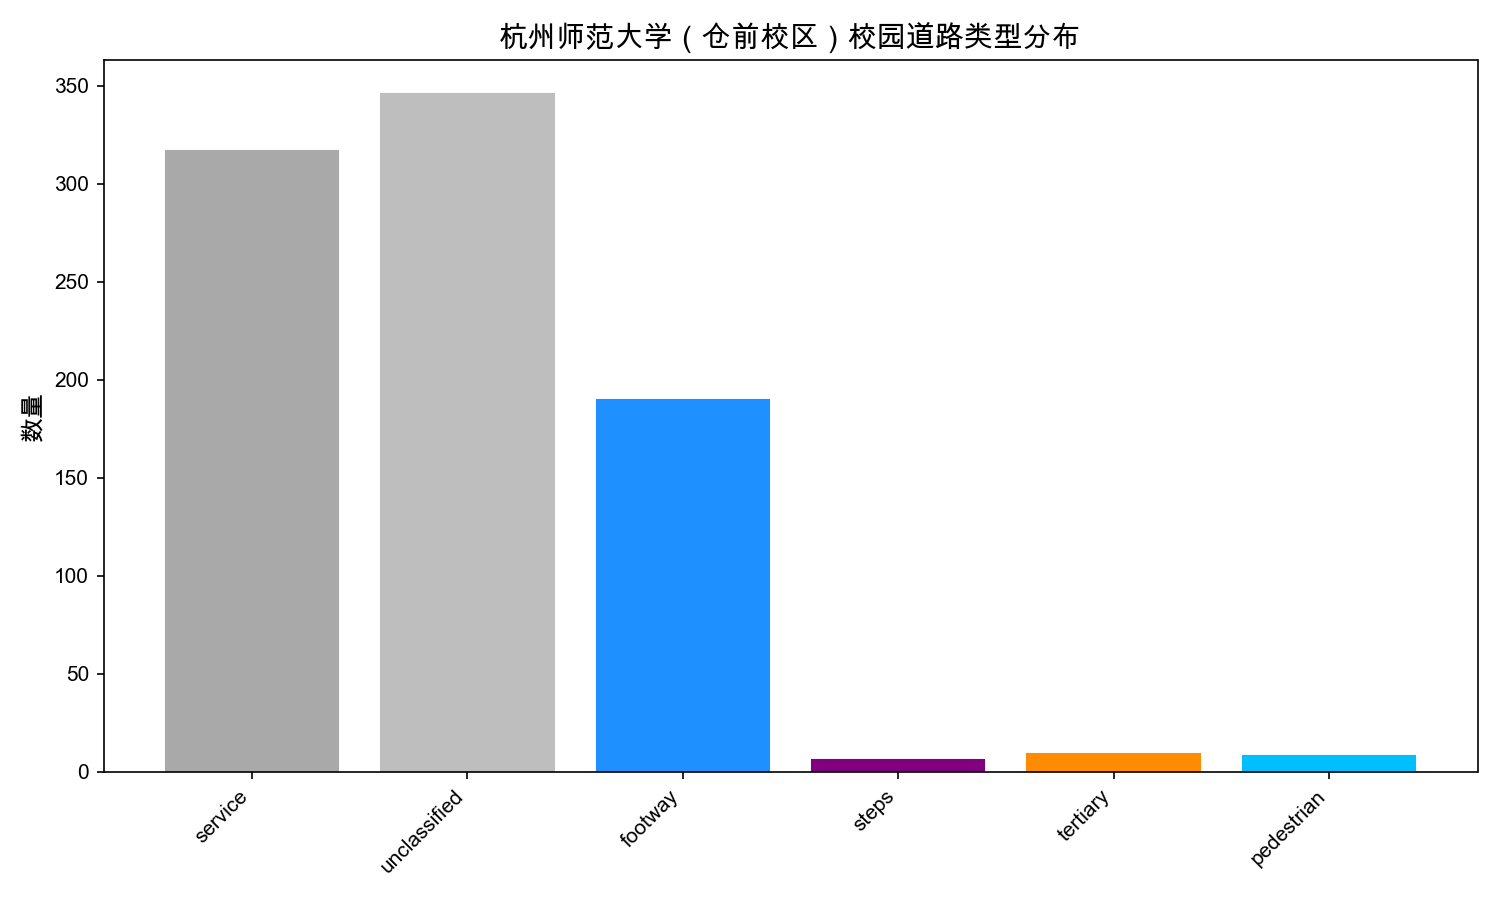 杭州师范大学（仓前校区）校园道路类型分布
数量
350
300
250
200
150
100
50
0
service
unclassified
footway
steps
tertiary
pedestrian